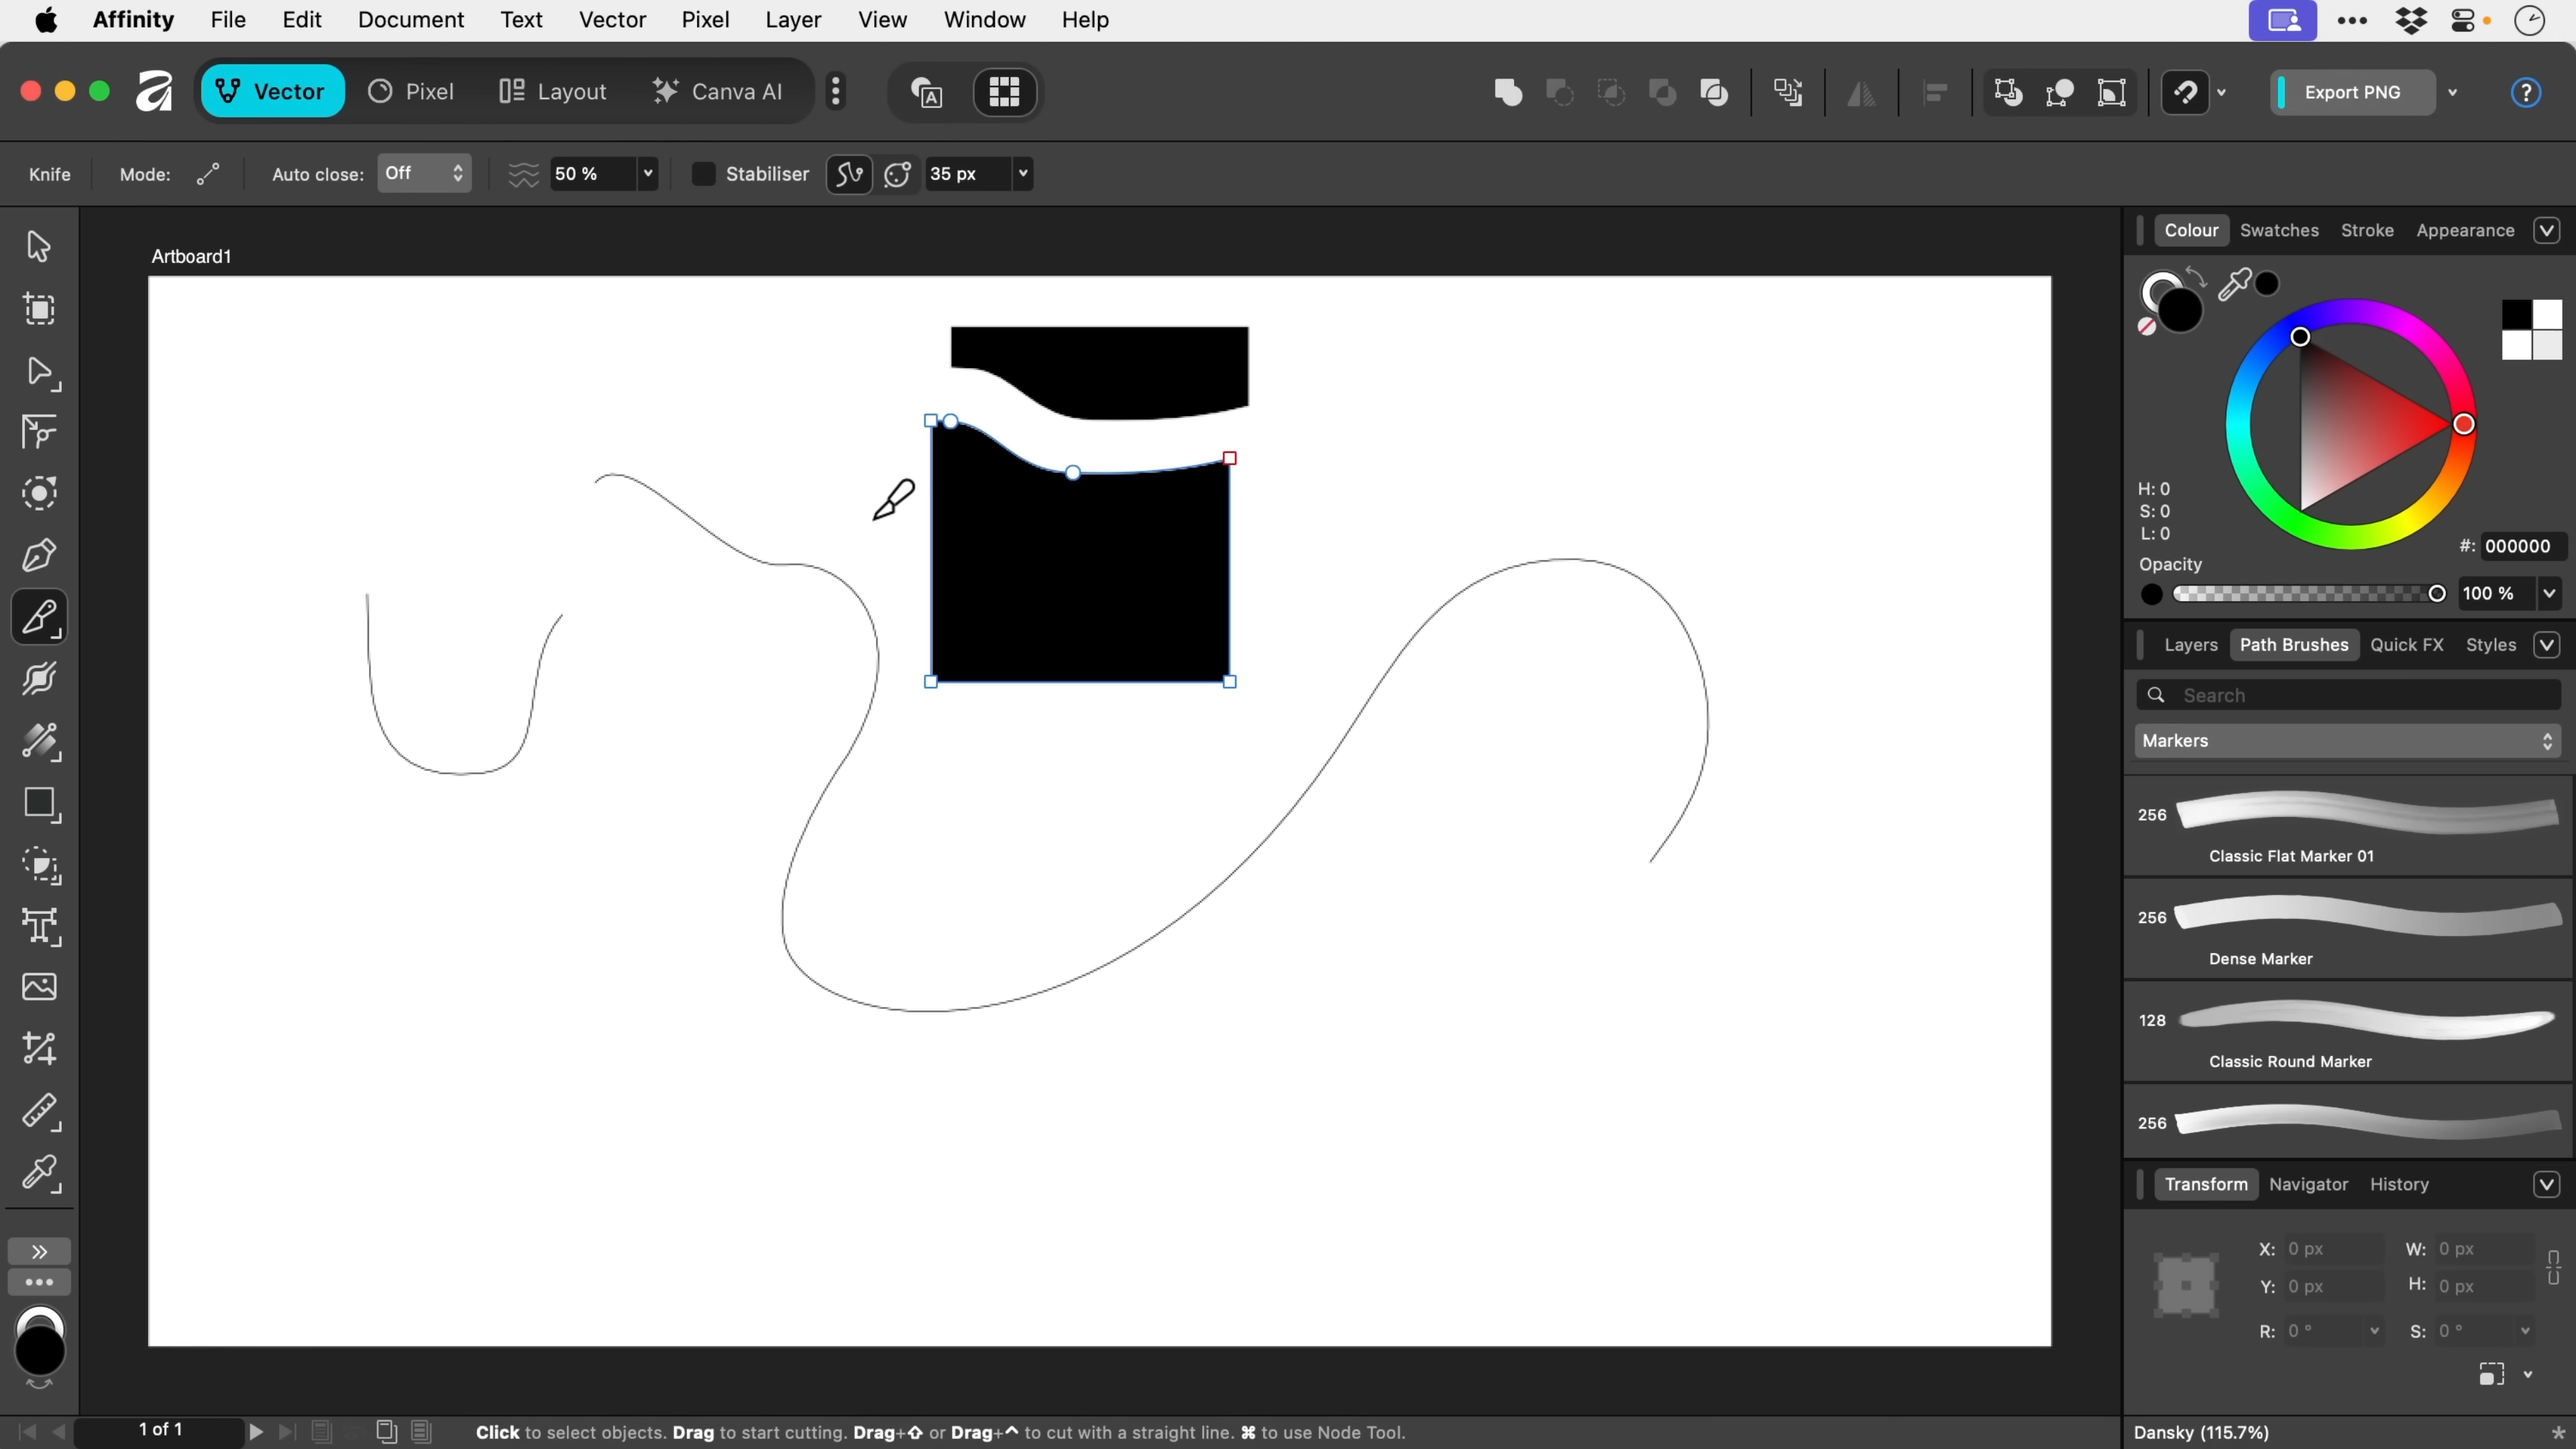 Affinity File Edit Document Text Vector Pixel Layer View Window Help
Vector Pixel Layout Canva AI A Export PNG ?
Knife Mode: Auto close: Off 50 % Stabiliser 35 px
Artboard1
Colour Swatches Stroke Appearance
H: 0
S: 0
L: 0
#: 000000
Opacity
100 %
Layers Path Brushes Quick FX Styles
Search
Markers
256
Classic Flat Marker 01
256
Dense Marker
128
Classic Round Marker
256
Transform Navigator History
X: 0 px W: 0 px
Y: 0 px H: 0 px
R: 0 ° S: 0 °
1 of 1 Click to select objects. Drag to start cutting. Drag+⇧ or Drag+⌃ to cut with a straight line. ⌘ to use Node Tool. Dansky (115.7%) *